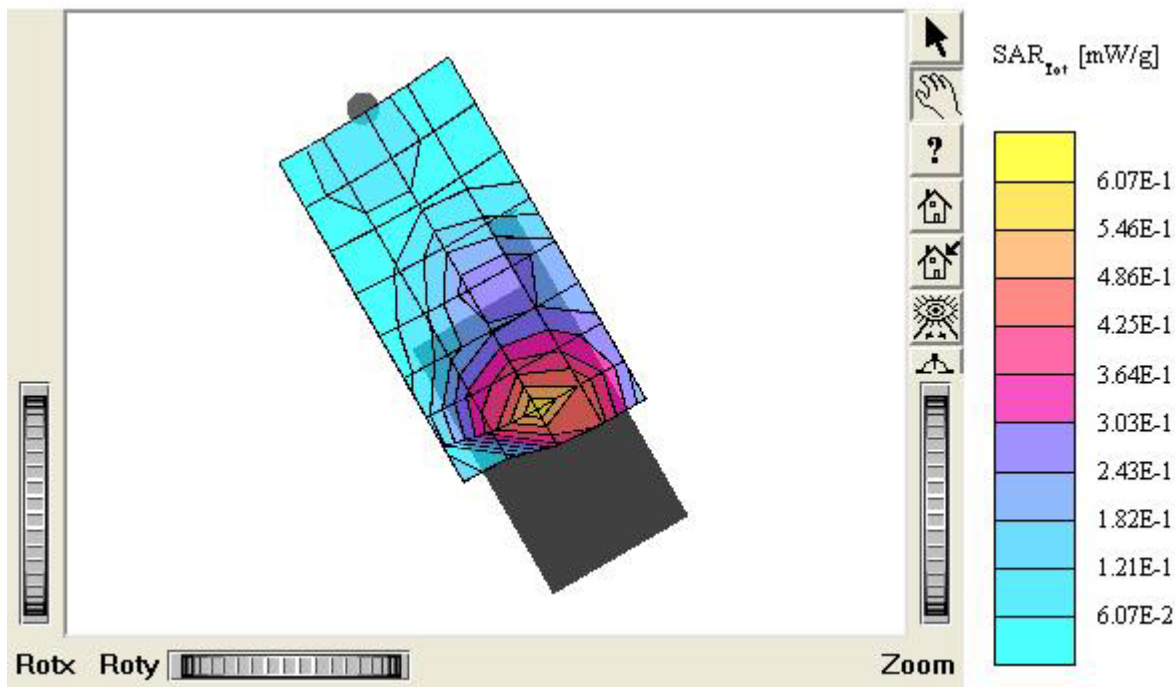 SAR_Tot [mW/g]
?
6.07E-1
5.46E-1
4.86E-1
4.25E-1
3.64E-1
3.03E-1
2.43E-1
1.82E-1
1.21E-1
6.07E-2
Rotx Roty Zoom